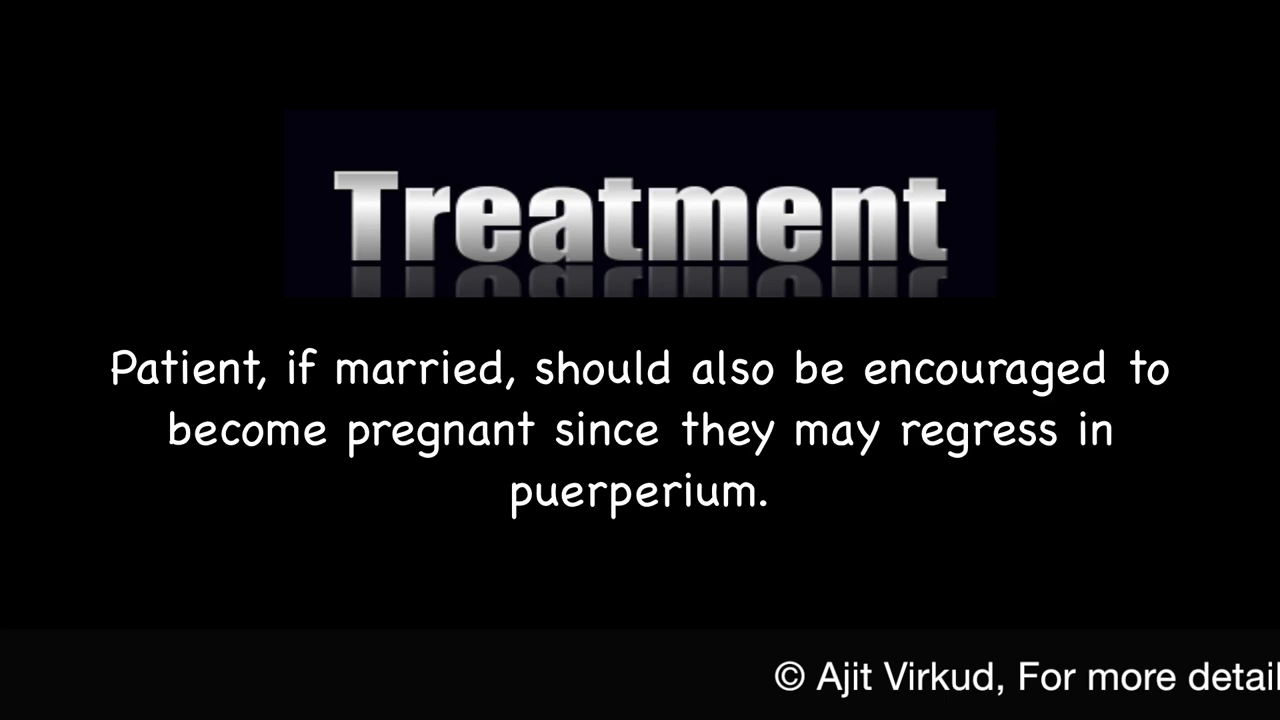 Treatment
Patient, if married, should also be encouraged to
become pregnant since they may regress in
puerperium.
© Ajit Virkud, For more detail